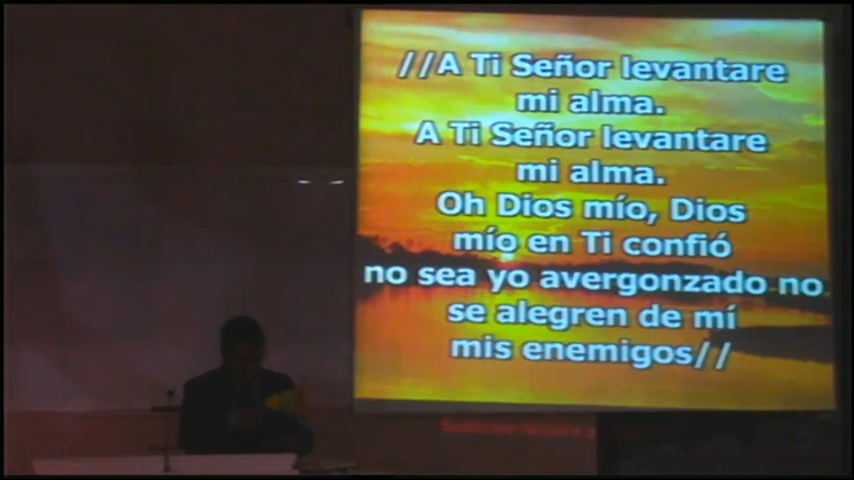 //A Ti Señor levantare
mi alma.
A Ti Señor levantare
mi alma.
Oh Dios mío, Dios
mío en Ti confió
no sea yo avergonzado no
se alegren de mí
mis enemigos//